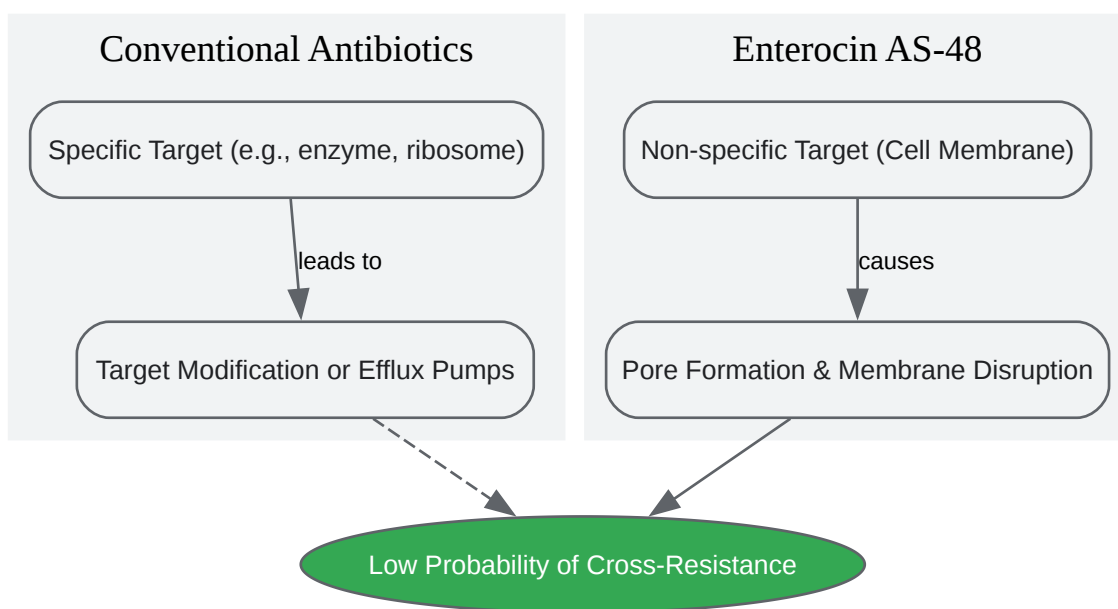 Conventional Antibiotics
Specific Target (e.g., enzyme, ribosome)
leads to
Target Modification or Efflux Pumps
Enterocin AS-48
Non-specific Target (Cell Membrane)
causes
Pore Formation & Membrane Disruption
Low Probability of Cross-Resistance